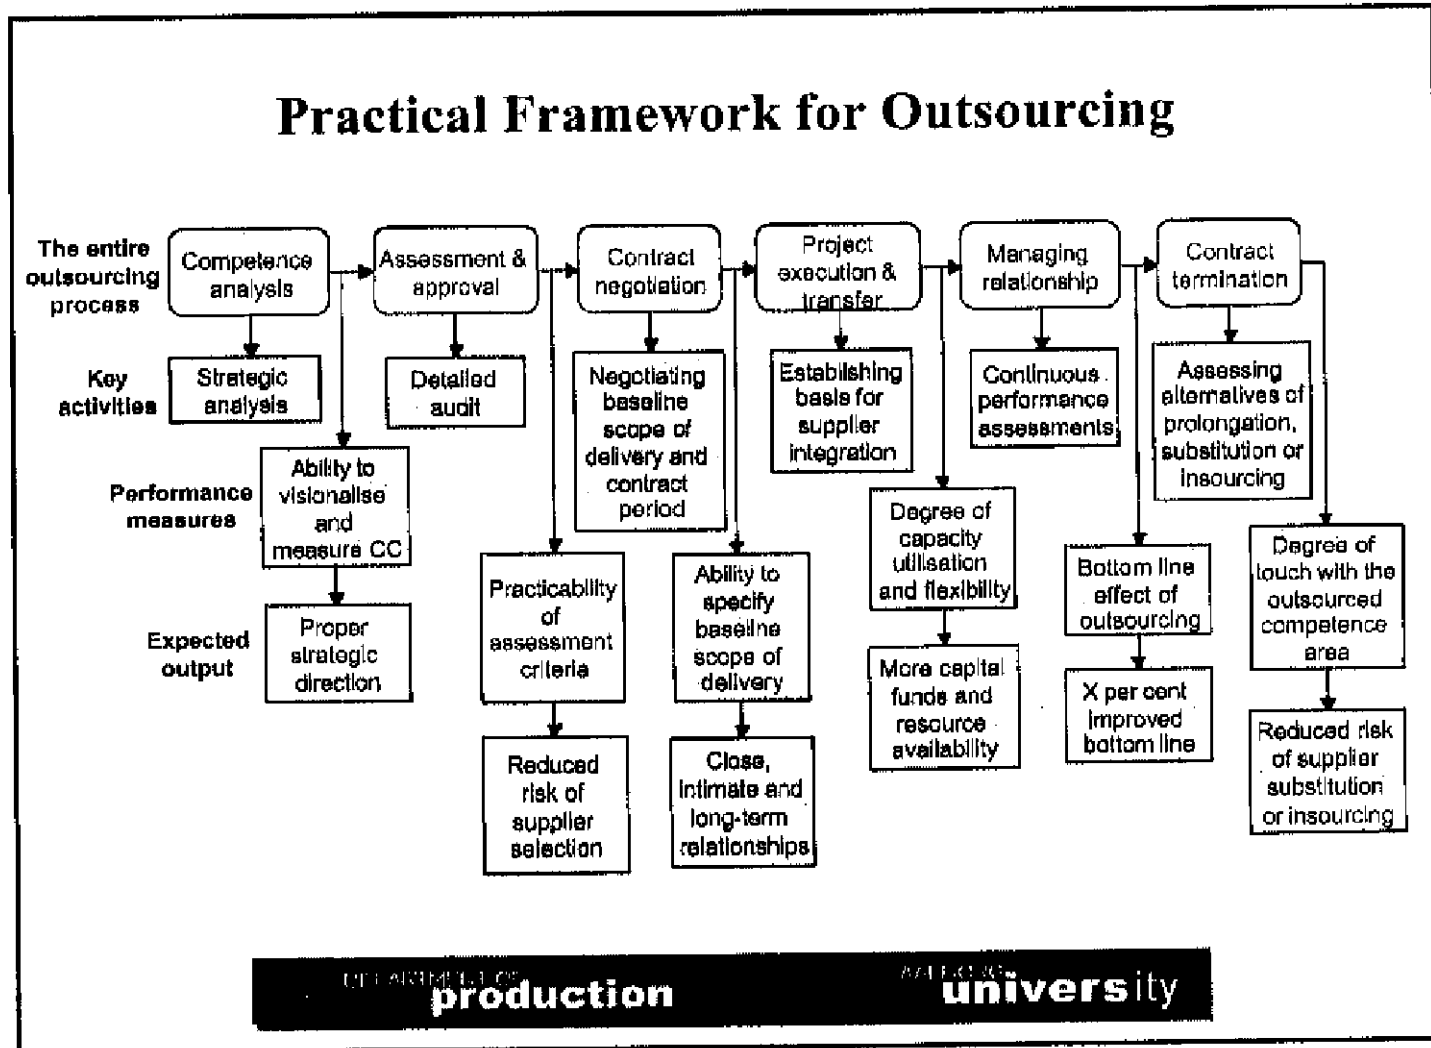 Practical Framework for Outsourcing
The entire
outsourcing
process
Competence
analysis
Assessment &
approval
Contract
negotiation
Project
execution &
transfer
Managing
relationship
Contract
termination
Key
activities
Strategic
analysis
Detailed
audit
Negotiating
baseline
scope of
delivery and
contract
period
Establishing
basis for
supplier
integration
Continuous
performance
assessments
Assessing
alternatives of
prolongation,
substitution or
insourcing
Performance
measures
Ability to
visionalise
and
measure CC
Practicability
of
assessment
criteria
Ability to
specify
baseline
scope of
delivery
Degree of
capacity
utilisation
and flexibility
Bottom line
effect of
outsourcing
Degree of
touch with the
outsourced
competence
area
Expected
output
Proper
strategic
direction
Reduced
risk of
supplier
selection
Close,
intimate and
long-term
relationships
More capital
funds and
resource
availability
X per cent
improved
bottom line
Reduced risk
of supplier
substitution
or insourcing
DEPARTMENT OF
production
AALBORG
university